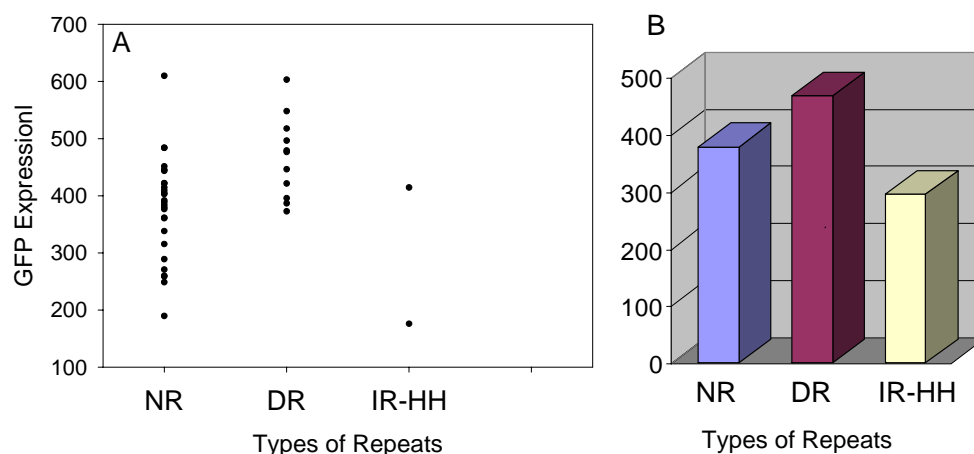 A
GFP Expressionl
700
600
500
400
300
200
100
NR DR IR-HH
Types of Repeats
B
500
400
300
200
100
0
NR DR IR-HH
Types of Repeats